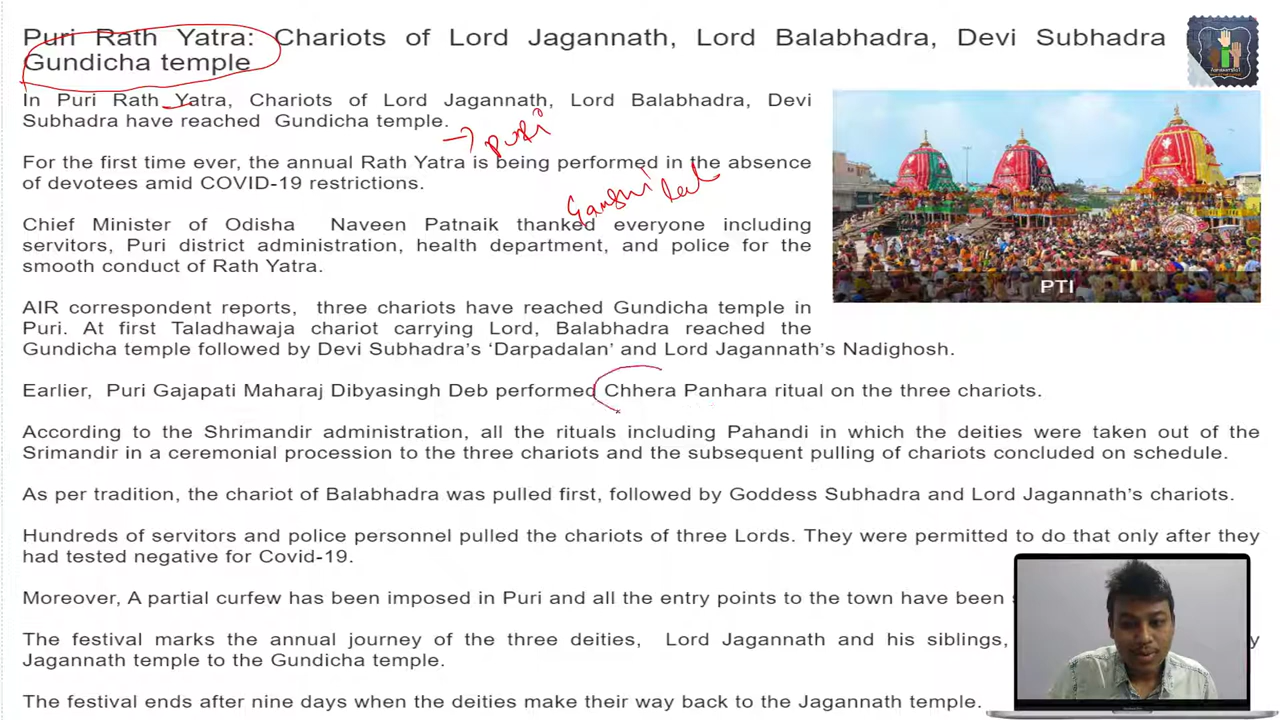 Puri Rath Yatra: Chariots of Lord Jagannath, Lord Balabhadra, Devi Subhadra
Gundicha temple
In Puri Rath Yatra, Chariots of Lord Jagannath, Lord Balabhadra, Devi
Subhadra have reached Gundicha temple.
→ Puri
For the first time ever, the annual Rath Yatra is being performed in the absence
of devotees amid COVID-19 restrictions.
Chief Minister of Odisha Naveen Patnaik thanked everyone including
servitors, Puri district administration, health department, and police for the
smooth conduct of Rath Yatra.
PTI
AIR correspondent reports, three chariots have reached Gundicha temple in
Puri. At first Taladhawaja chariot carrying Lord, Balabhadra reached the
Gundicha temple followed by Devi Subhadra's 'Darpadalan' and Lord Jagannath's Nadighosh.
Earlier, Puri Gajapati Maharaj Dibyasingh Deb performed Chhera Panhara ritual on the three chariots.
According to the Shrimandir administration, all the rituals including Pahandi in which the deities were taken out of the
Srimandir in a ceremonial procession to the three chariots and the subsequent pulling of chariots concluded on schedule.
As per tradition, the chariot of Balabhadra was pulled first, followed by Goddess Subhadra and Lord Jagannath's chariots.
Hundreds of servitors and police personnel pulled the chariots of three Lords. They were permitted to do that only after they
had tested negative for Covid-19.
Moreover, A partial curfew has been imposed in Puri and all the entry points to the town have been
The festival marks the annual journey of the three deities, Lord Jagannath and his siblings,
Jagannath temple to the Gundicha temple.
The festival ends after nine days when the deities make their way back to the Jagannath temple.